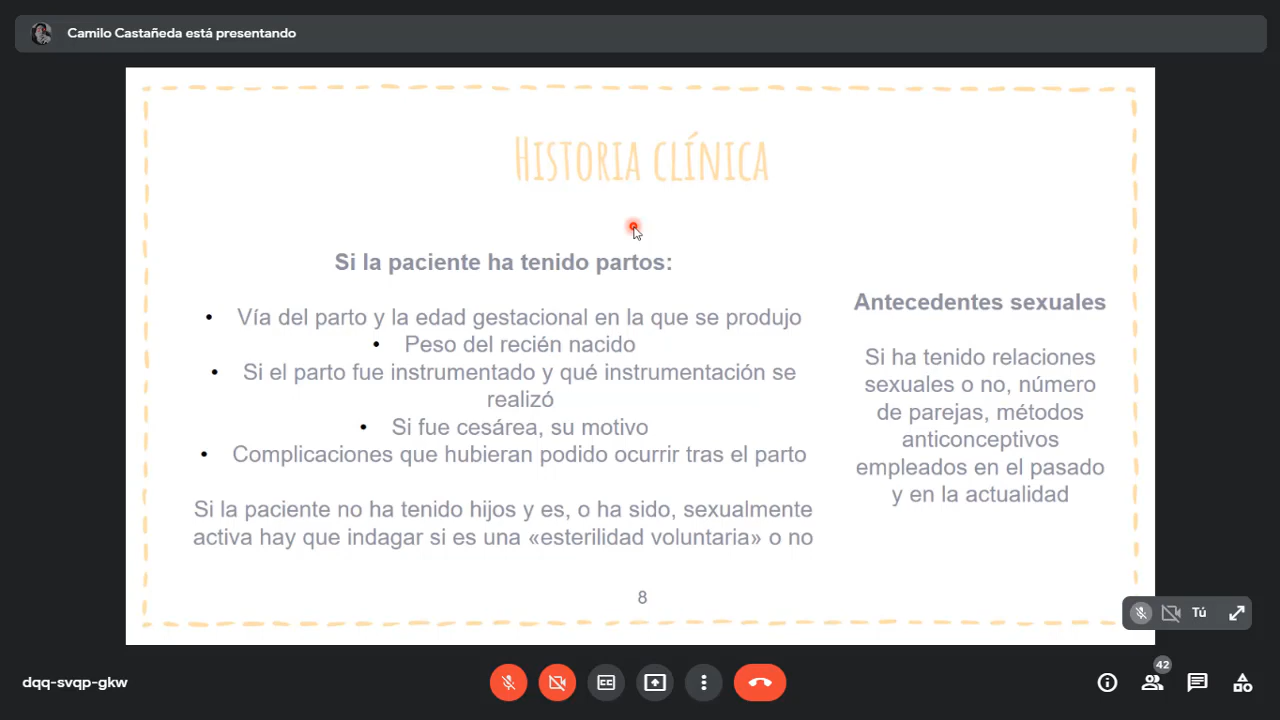 Camilo Castañeda está presentando
Historia clínica
Si la paciente ha tenido partos:
• Vía del parto y la edad gestacional en la que se produjo
• Peso del recién nacido
• Si el parto fue instrumentado y qué instrumentación se
realizó
• Si fue cesárea, su motivo
• Complicaciones que hubieran podido ocurrir tras el parto
Si la paciente no ha tenido hijos y es, o ha sido, sexualmente
activa hay que indagar si es una «esterilidad voluntaria» o no
Antecedentes sexuales
Si ha tenido relaciones
sexuales o no, número
de parejas, métodos
anticonceptivos
empleados en el pasado
y en la actualidad
8
Tú
dqq-svqp-gkw
CC
42